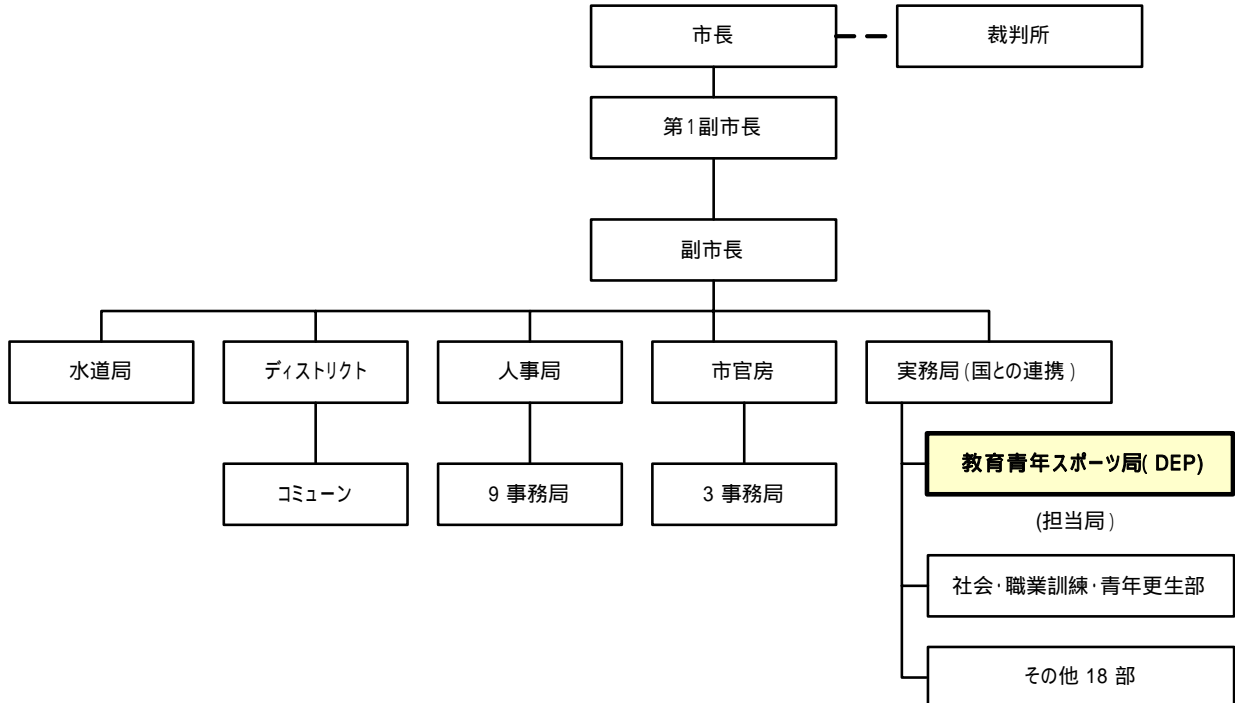 市長
裁判所
第1副市長
副市長
水道局
ディストリクト
人事局
市官房
実務局(国との連携)
コミューン
9 事務局
3 事務局
教育青年スポーツ局( DEP)
(担当局)
社会・職業訓練・青年更生部
その他 18 部